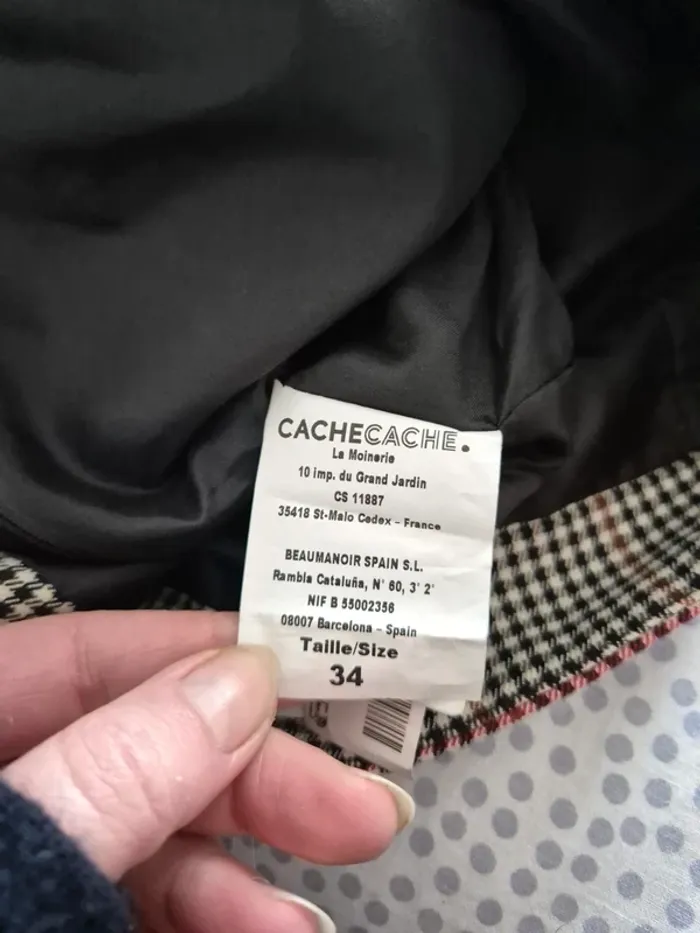 CACHECACHE.
La Moinerie
10 imp. du Grand Jardin
CS 11887
35418 St-Malo Cedex - France
BEAUMANOIR SPAIN S.L.
Rambla Cataluña, N° 60, 3° 2°
NIF B 55002356
08007 Barcelona - Spain
Taille/Size
34